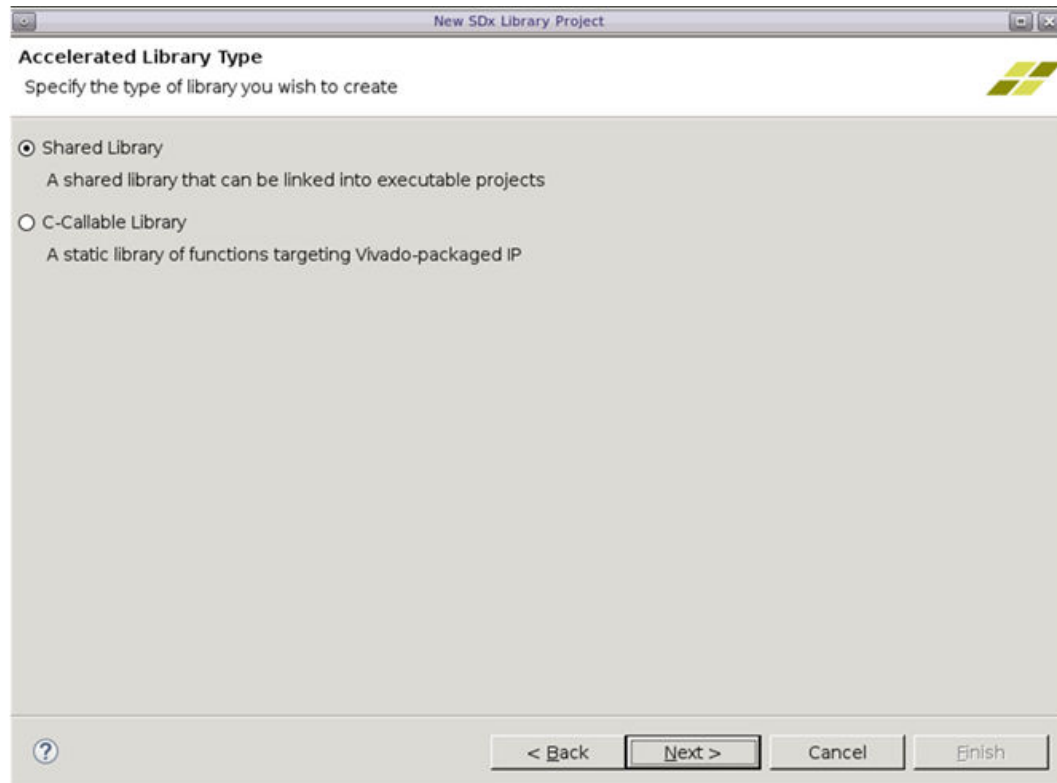 New SDx Library Project
Accelerated Library Type
Specify the type of library you wish to create
Shared Library
A shared library that can be linked into executable projects
C-Callable Library
A static library of functions targeting Vivado-packaged IP
? < Back Next > Cancel Finish